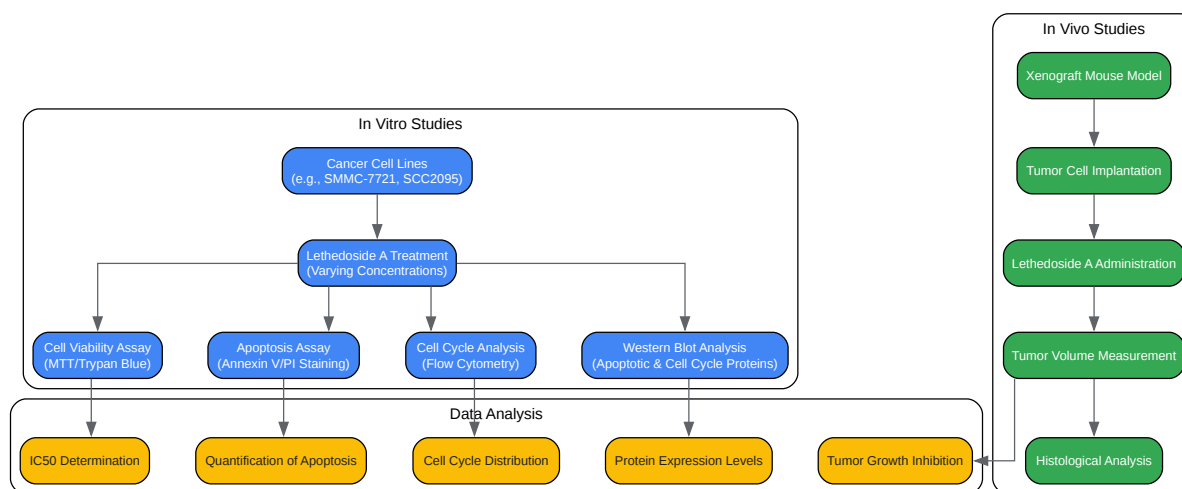 In Vivo Studies
Xenograft Mouse Model
In Vitro Studies
Cancer Cell Lines
(e.g., SMMC-7721, SCC2095)
Tumor Cell Implantation
Lethedoside A Treatment
(Varying Concentrations)
Lethedoside A Administration
Cell Viability Assay
(MTT/Trypan Blue)
Apoptosis Assay
(Annexin V/PI Staining)
Cell Cycle Analysis
(Flow Cytometry)
Western Blot Analysis
(Apoptotic & Cell Cycle Proteins)
Tumor Volume Measurement
Data Analysis
IC50 Determination
Quantification of Apoptosis
Cell Cycle Distribution
Protein Expression Levels
Tumor Growth Inhibition
Histological Analysis